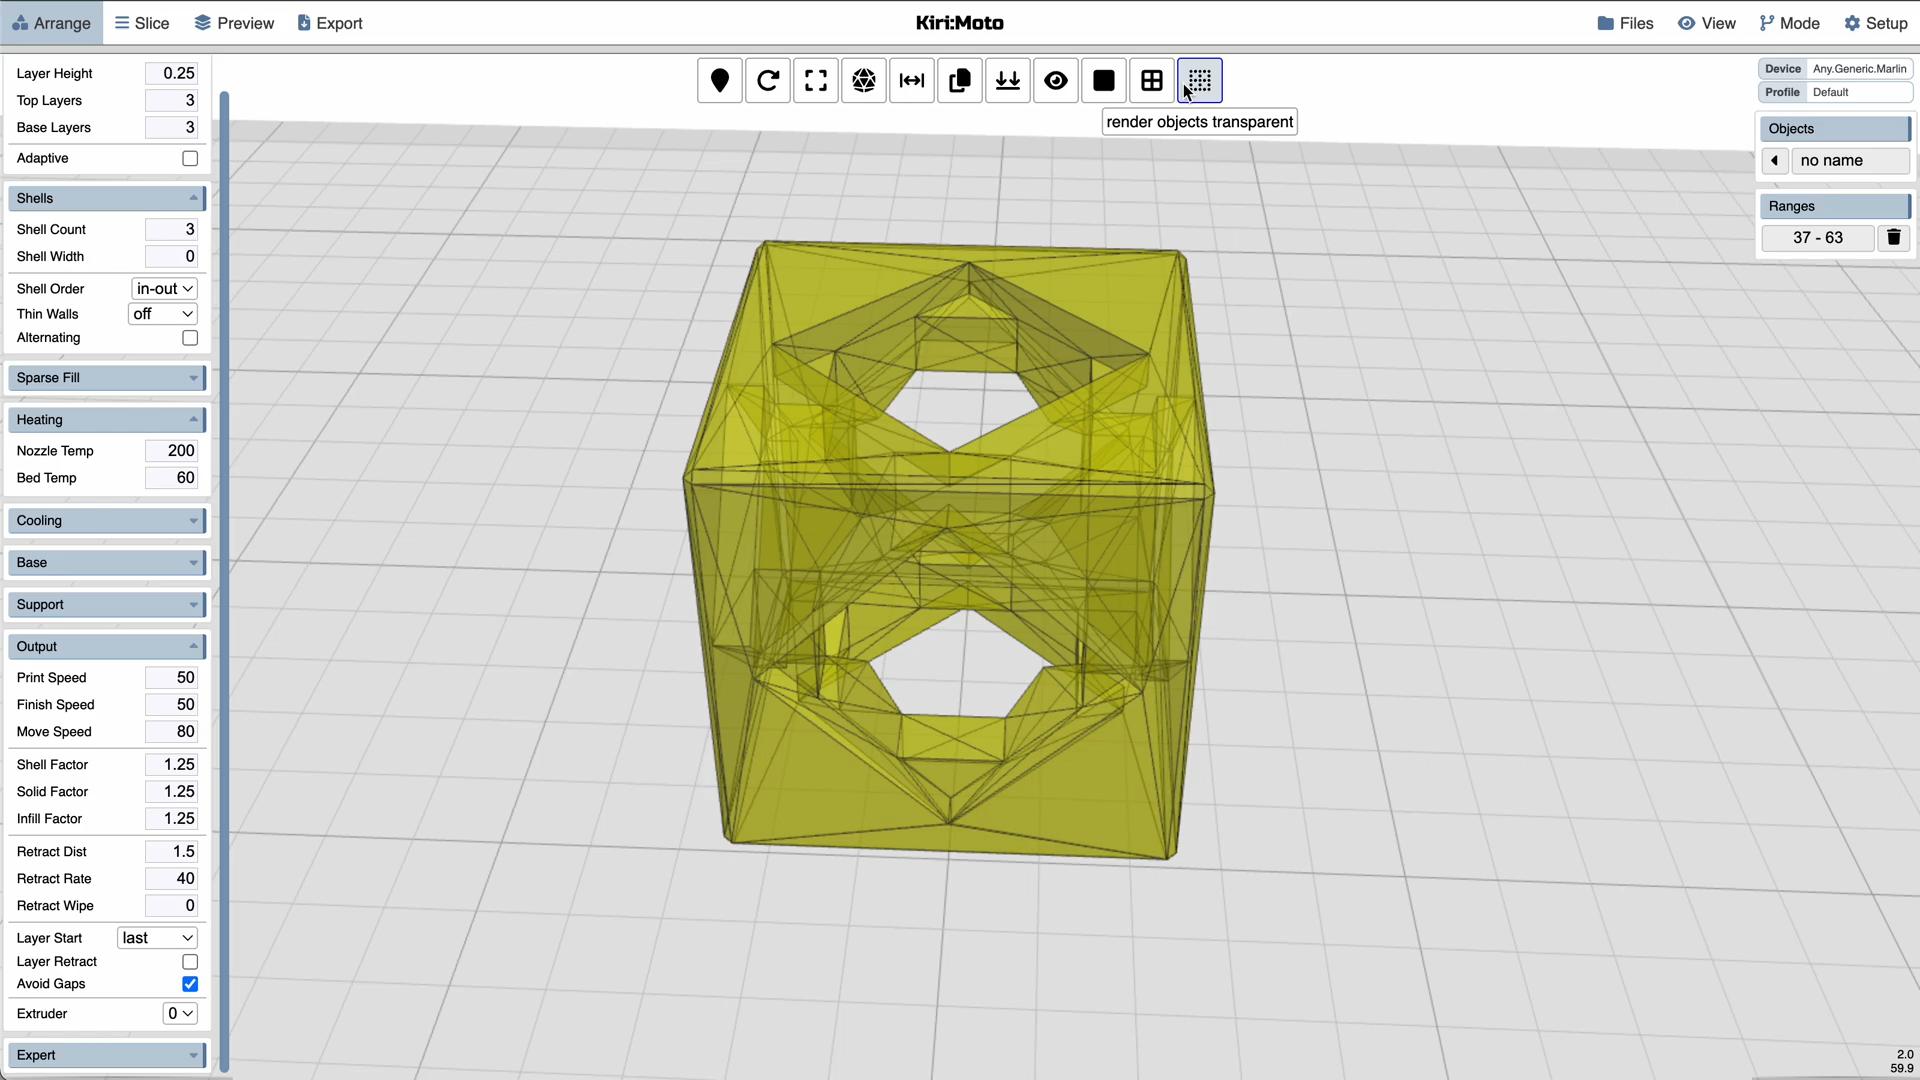 Arrange
Slice
Preview
Export
Kiri:Moto
Files
View
Mode
Setup
Layer Height 0.25
Top Layers 3
Base Layers 3
Adaptive
Shells
Shell Count 3
Shell Width 0
Shell Order in-out
Thin Walls off
Alternating
Sparse Fill
Heating
Nozzle Temp 200
Bed Temp 60
Cooling
Base
Support
Output
Print Speed 50
Finish Speed 50
Move Speed 80
Shell Factor 1.25
Solid Factor 1.25
Infill Factor 1.25
Retract Dist 1.5
Retract Rate 40
Retract Wipe 0
Layer Start last
Layer Retract
Avoid Gaps
Extruder 0
Expert
render objects transparent
Device Any.Generic.Marlin
Profile Default
Objects
no name
Ranges
37 - 63
2.0
59.9